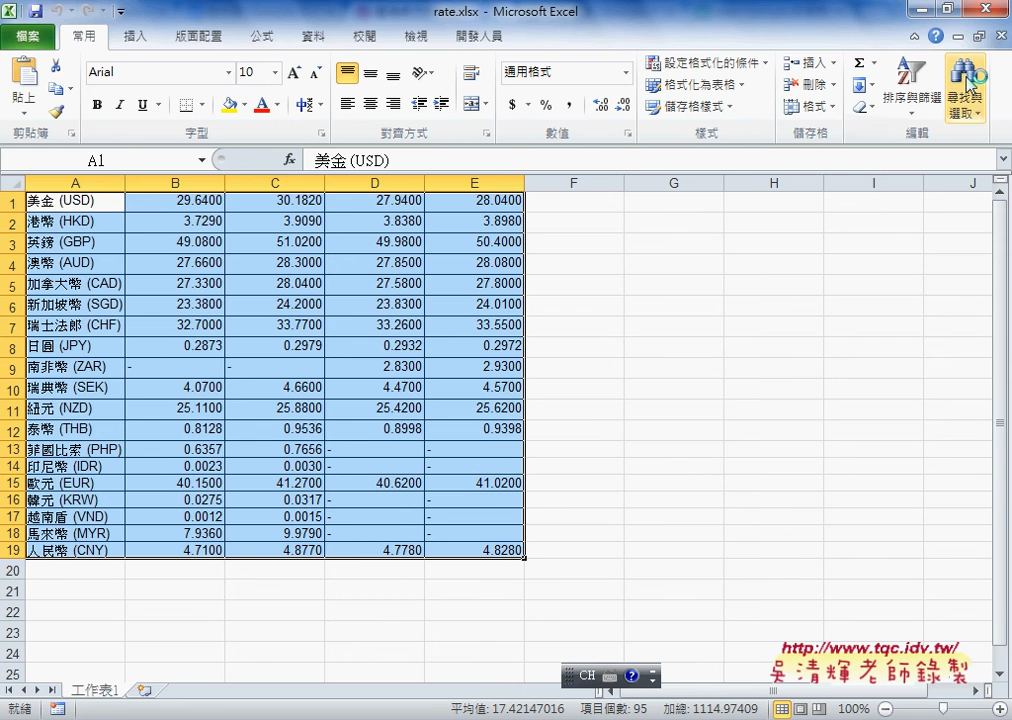 rate.xlsx - Microsoft Excel
檔案 常用 插入 版面配置 公式 資料 校閱 檢視 開發人員
貼上 剪貼簿
Arial 10 字型
對齊方式
通用格式 數值
設定格式化的條件 格式化為表格 儲存格樣式 樣式
插入 刪除 格式 儲存格
排序與篩選 尋找與選取 編輯
A1 fx 美金 (USD)
A B C D E F G H I J
1 美金 (USD) 29.6400 30.1820 27.9400 28.0400
2 港幣 (HKD) 3.7290 3.9090 3.8380 3.8980
3 英鎊 (GBP) 49.0800 51.0200 49.9800 50.4000
4 澳幣 (AUD) 27.6600 28.3000 27.8500 28.0800
5 加拿大幣 (CAD) 27.3300 28.0400 27.5800 27.8000
6 新加坡幣 (SGD) 23.3800 24.2000 23.8300 24.0100
7 瑞士法郎 (CHF) 32.7000 33.7700 33.2600 33.5500
8 日圓 (JPY) 0.2873 0.2979 0.2932 0.2972
9 南非幣 (ZAR) - - 2.8300 2.9300
10 瑞典幣 (SEK) 4.0700 4.6600 4.4700 4.5700
11 紐元 (NZD) 25.1100 25.8800 25.4200 25.6200
12 泰幣 (THB) 0.8128 0.9536 0.8998 0.9398
13 菲國比索 (PHP) 0.6357 0.7656 - -
14 印尼幣 (IDR) 0.0023 0.0030 - -
15 歐元 (EUR) 40.1500 41.2700 40.6200 41.0200
16 韓元 (KRW) 0.0275 0.0317 - -
17 越南盾 (VND) 0.0012 0.0015 - -
18 馬來幣 (MYR) 7.9360 9.9790 - -
19 人民幣 (CNY) 4.7100 4.8770 4.7780 4.8280
20
21
22
23
24
25
http://www.tqc.idv.tw/
吳清輝老師錄製
CH
工作表1
就緒 平均值: 17.42147016 項目個數: 95 加總: 1114.97409 100%